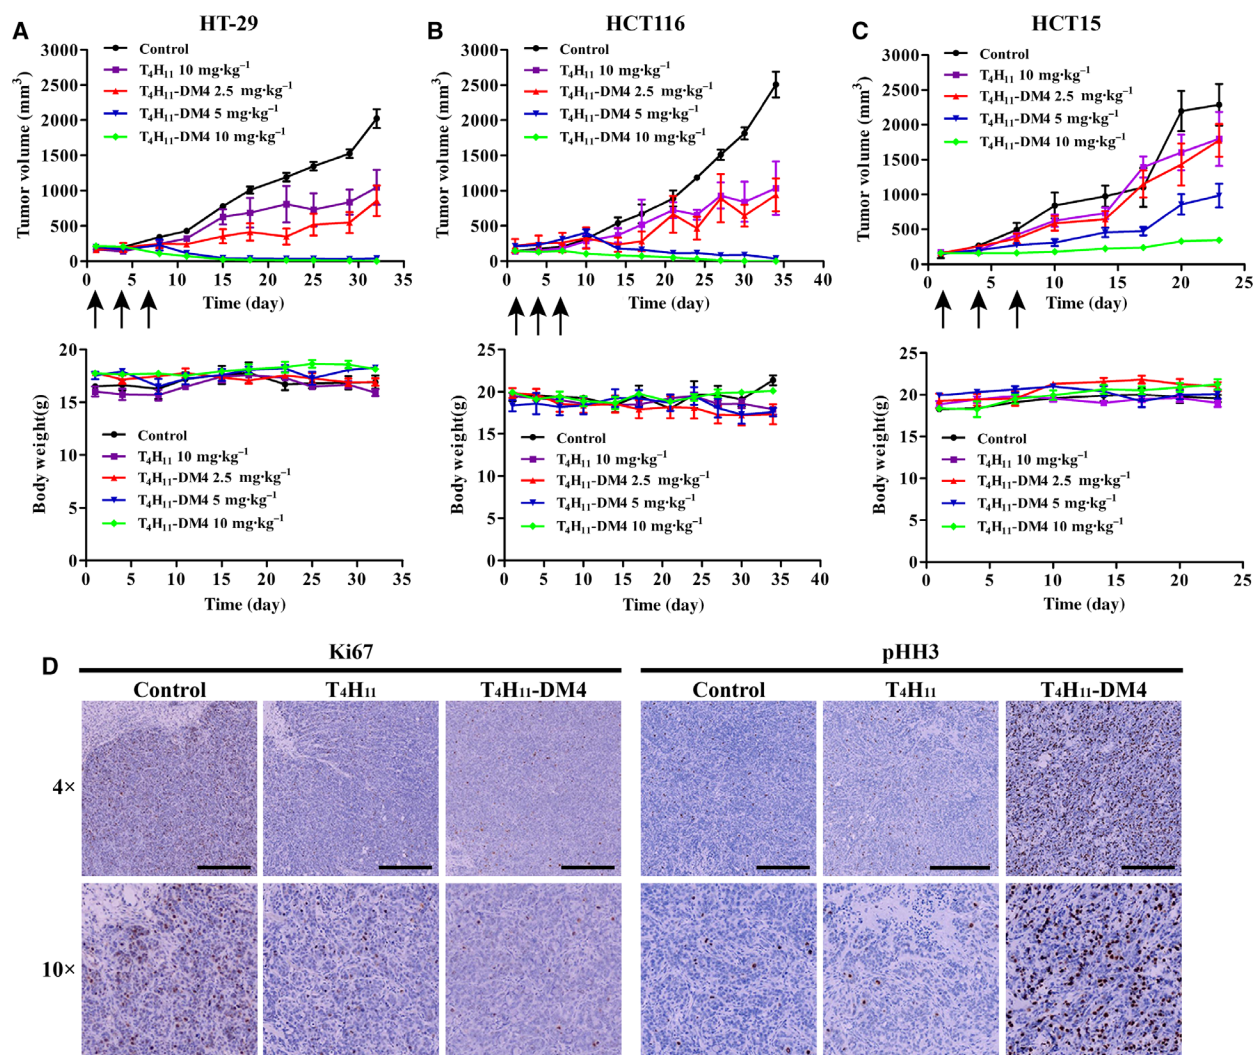 A HT-29
Tumor volume (mm³)
3000
2500
2000
1500
1000
500
0
0 5 10 15 20 25 30 35
Time (day)
Control
T₄H₁₁ 10 mg·kg⁻¹
T₄H₁₁-DM4 2.5 mg·kg⁻¹
T₄H₁₁-DM4 5 mg·kg⁻¹
T₄H₁₁-DM4 10 mg·kg⁻¹
Body weight(g)
20
15
10
5
0
Control
T₄H₁₁ 10 mg·kg⁻¹
T₄H₁₁-DM4 2.5 mg·kg⁻¹
T₄H₁₁-DM4 5 mg·kg⁻¹
T₄H₁₁-DM4 10 mg·kg⁻¹
0 5 10 15 20 25 30 35
Time (day)
B HCT116
Tumor volume (mm³)
3000
2500
2000
1500
1000
500
0
0 5 10 15 20 25 30 35 40
Time (day)
Control
T₄H₁₁ 10 mg·kg⁻¹
T₄H₁₁-DM4 2.5 mg·kg⁻¹
T₄H₁₁-DM4 5 mg·kg⁻¹
T₄H₁₁-DM4 10 mg·kg⁻¹
Body weight(g)
25
20
15
10
5
0
Control
T₄H₁₁ 10 mg·kg⁻¹
T₄H₁₁-DM4 2.5 mg·kg⁻¹
T₄H₁₁-DM4 5 mg·kg⁻¹
T₄H₁₁-DM4 10 mg·kg⁻¹
0 5 10 15 20 25 30 35 40
Time (day)
C HCT15
Tumor volume (mm³)
3000
2500
2000
1500
1000
500
0
0 5 10 15 20 25
Time (day)
Control
T₄H₁₁ 10 mg·kg⁻¹
T₄H₁₁-DM4 2.5 mg·kg⁻¹
T₄H₁₁-DM4 5 mg·kg⁻¹
T₄H₁₁-DM4 10 mg·kg⁻¹
Body weight(g)
25
20
15
10
5
0
Control
T₄H₁₁ 10 mg·kg⁻¹
T₄H₁₁-DM4 2.5 mg·kg⁻¹
T₄H₁₁-DM4 5 mg·kg⁻¹
T₄H₁₁-DM4 10 mg·kg⁻¹
0 5 10 15 20 25
Time (day)
D Ki67 pHH3
Control T₄H₁₁ T₄H₁₁-DM4 Control T₄H₁₁ T₄H₁₁-DM4
4×
10×